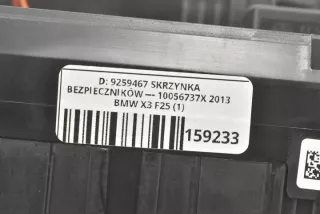 D: 9259467 SKRZYNKA
BEZPIECZNIKÓW --- 10056737X 2013
BMW X3 F25 (1)
159233